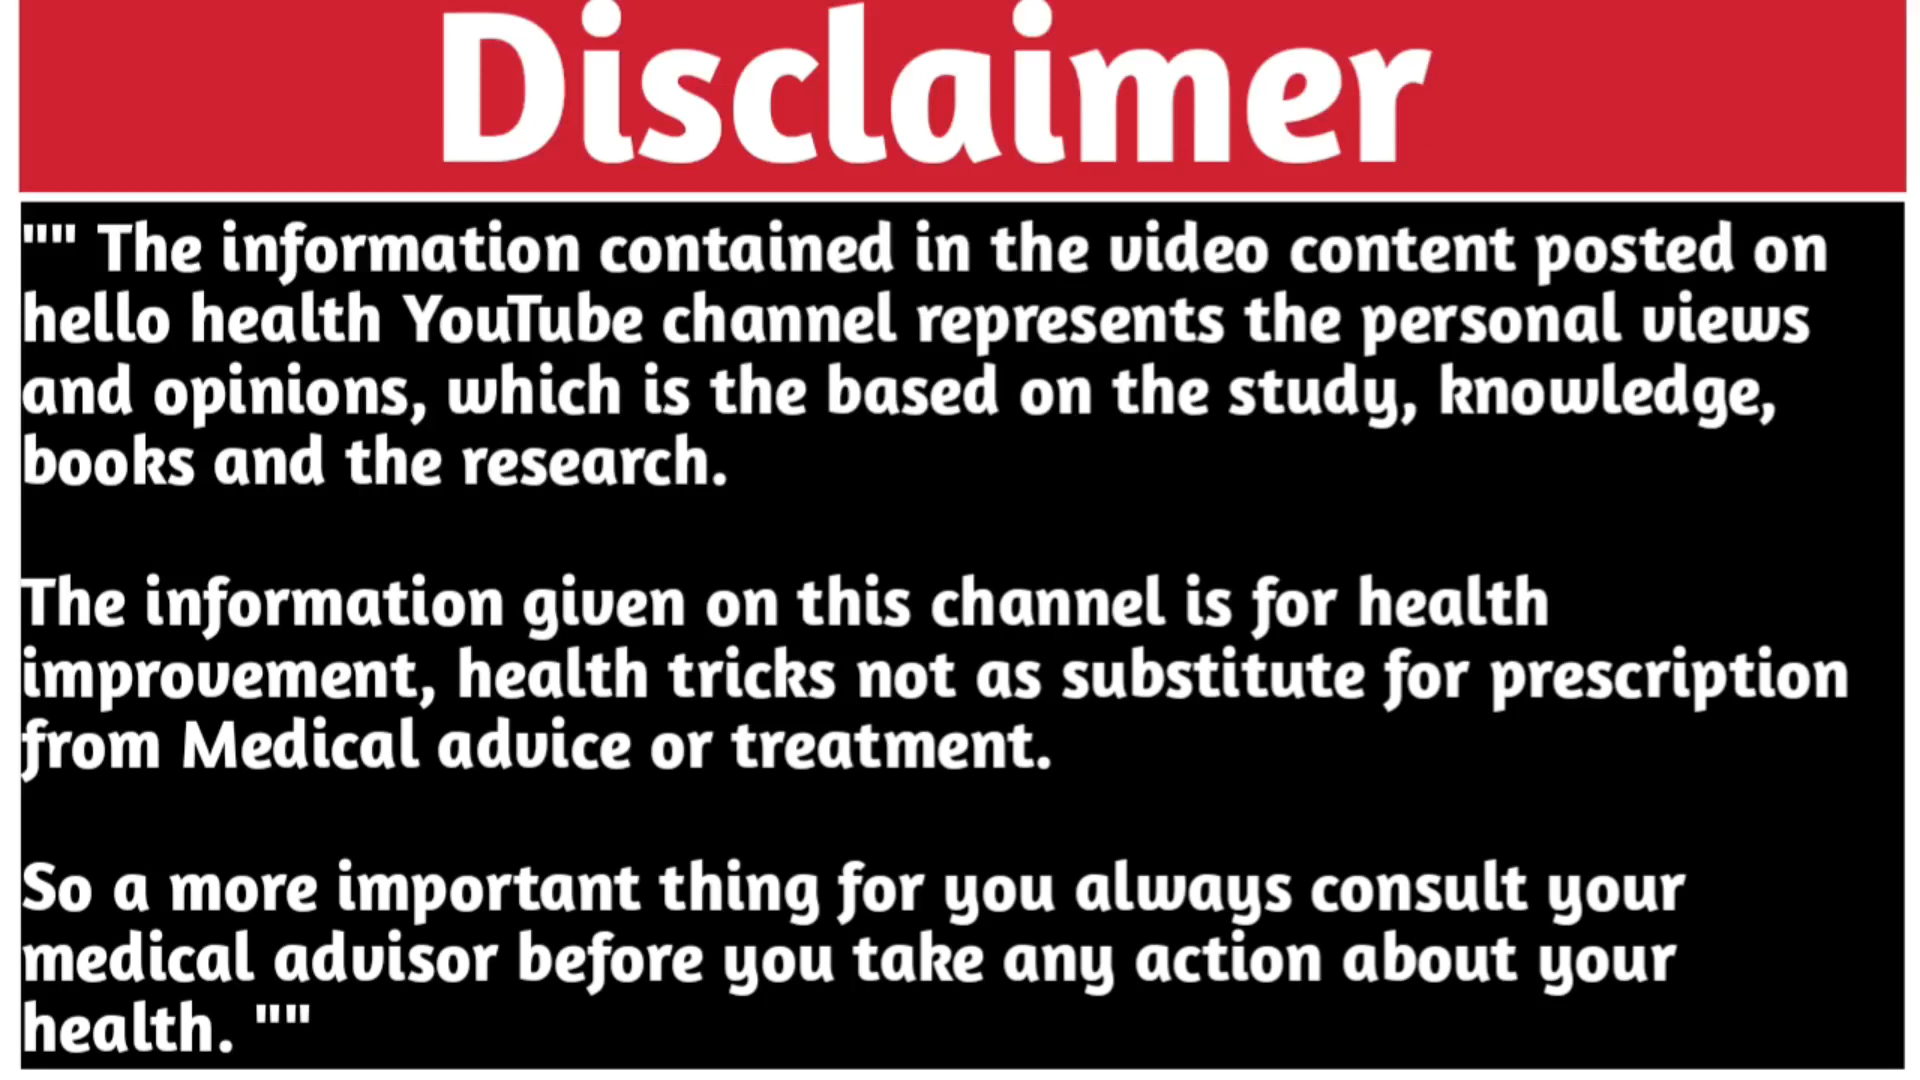 Disclaimer
"" The information contained in the video content posted on
hello health YouTube channel represents the personal views
and opinions, which is the based on the study, knowledge,
books and the research.
The information given on this channel is for health
improvement, health tricks not as substitute for prescription
from Medical advice or treatment.
So a more important thing for you always consult your
medical advisor before you take any action about your
health. ""